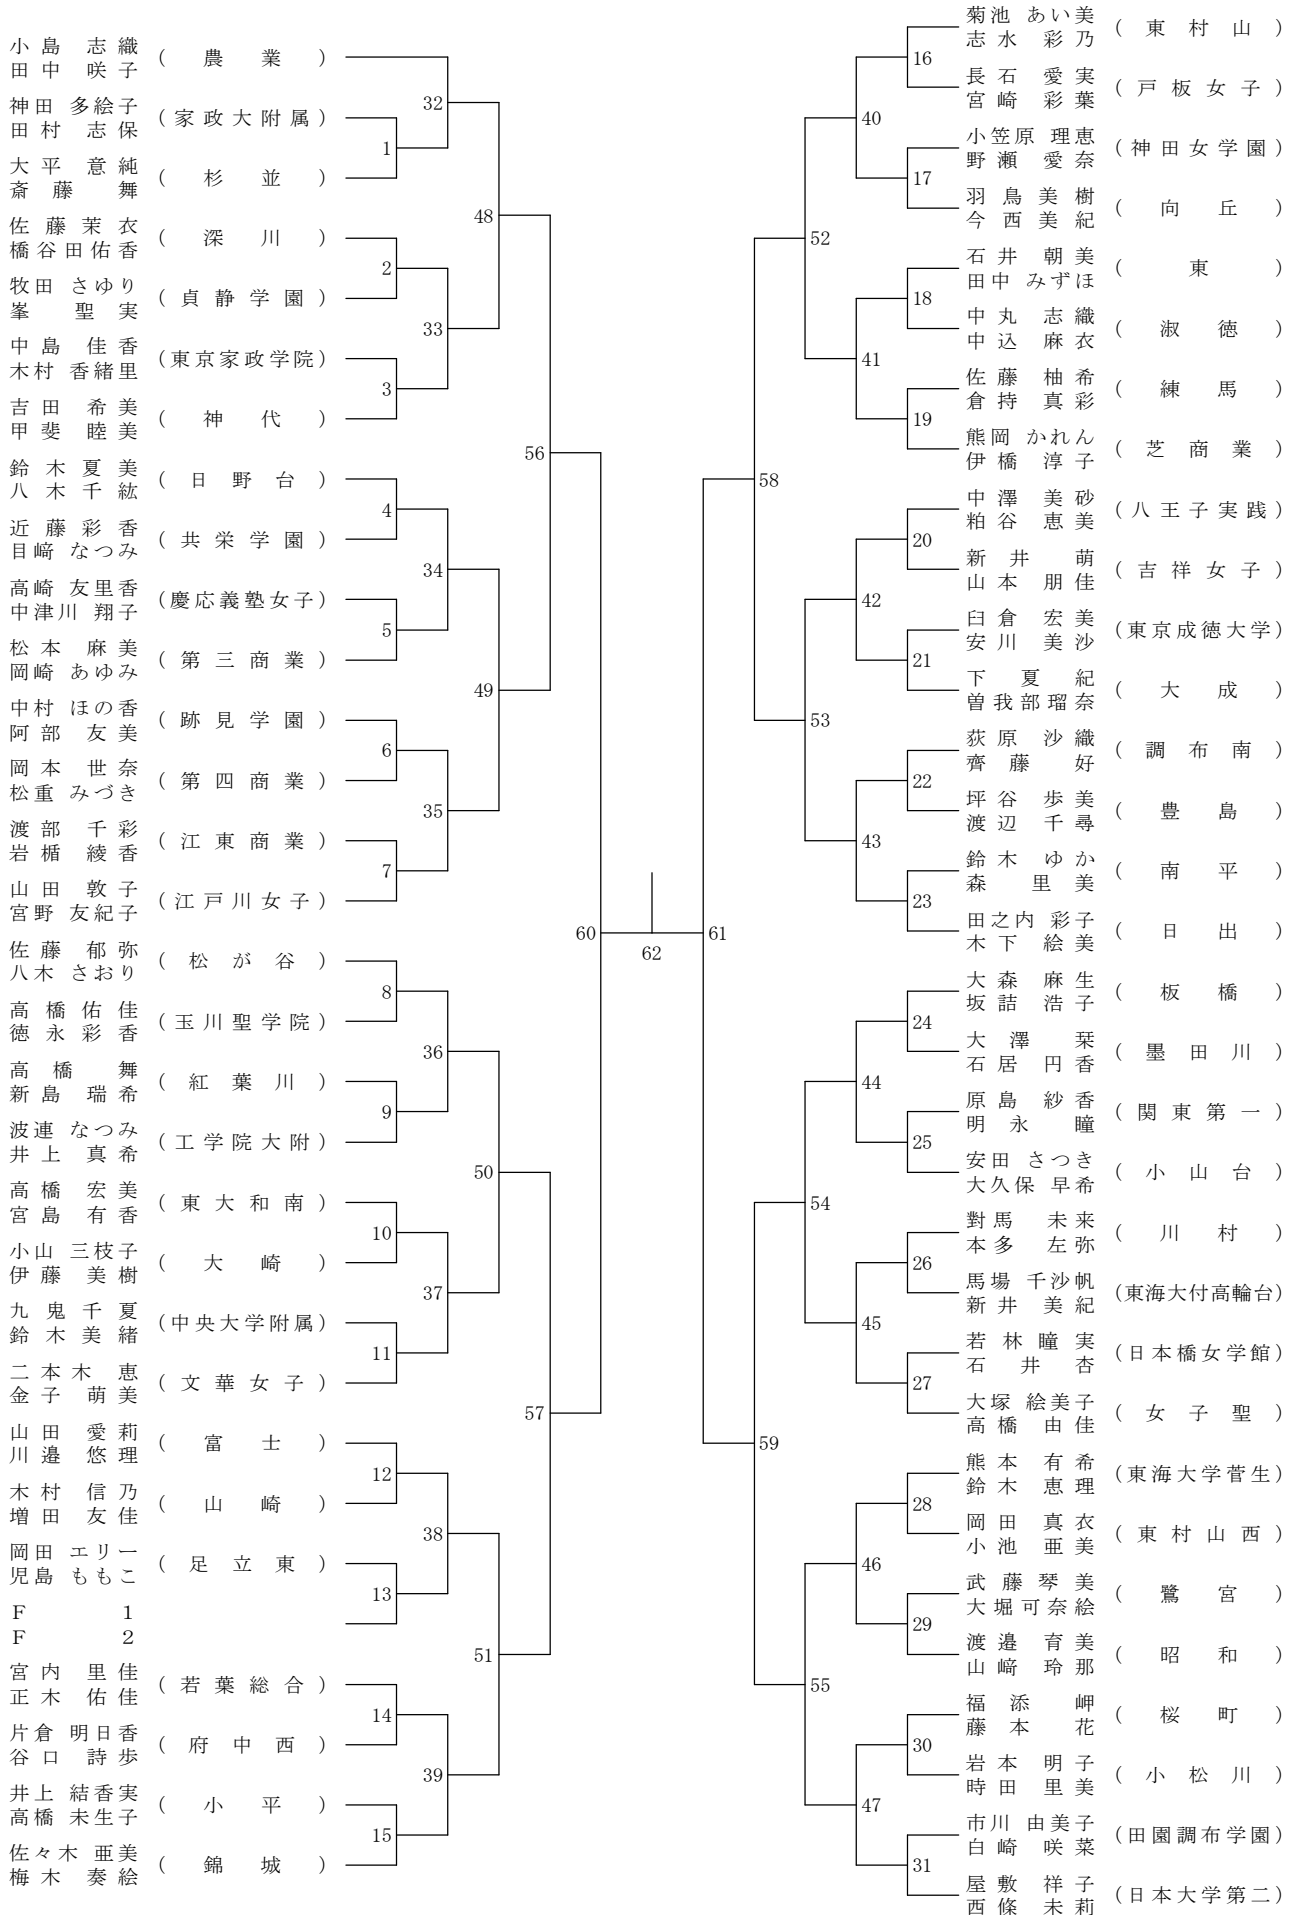 小島 志織
田中 咲子
(農業)
神田 多絵子
田村 志保
(家政大附属)
大平 意純
斎藤 舞
(杉並)
佐藤茉衣
橋谷田佑香
(深川)
牧田 さゆり
峯 聖実
(貞静学園)
中島 佳香
木村 香緒里
(東京家政学院)
吉田 希美
甲斐 睦美
(神代)
鈴木夏美
八木千紘
(日野台)
近藤彩香
目﨑 なつみ
(共栄学園)
高崎 友里香
中津川 翔子
(慶応義塾女子)
松本 麻美
岡崎 あゆみ
(第三商業)
中村 ほの香
阿部 友美
(跡見学園)
岡本 世奈
松重 みづき
(第四商業)
渡部 千彩
岩楯 綾香
(江東商業)
山田 敦子
宮野 友紀子
(江戸川女子)
佐藤 郁弥
八木 さおり
(松が谷)
高橋佑佳
徳永彩香
(玉川聖学院)
高橋 舞
新島 瑞希
(紅葉川)
波連 なつみ
井上 真希
(工学院大附)
高橋 宏美
宮島 有香
(東大和南)
小山 三枝子
伊藤 美樹
(大崎)
九鬼千夏
鈴木美緒
(中央大学附属)
二本木 恵
金子 萌美
(文華女子)
山田 愛莉
川邉 悠理
(富士)
木村 信乃
増田 友佳
(山崎)
岡田 エリー
児島 ももこ
(足立東)
F 1
F 2
宮内 里佳
正木 佑佳
(若葉総合)
片倉 明日香
谷口 詩歩
(府中西)
井上 結香実
高橋 未生子
(小平)
佐々木 亜美
梅木 奏絵
(錦城)
1
2
3
4
5
6
7
8
9
10
11
12
13
14
15
32
33
34
35
36
37
38
39
48
49
50
51
56
57
60
62
61
58
59
52
53
54
55
40
41
42
43
44
45
46
47
16
17
18
19
20
21
22
23
24
25
26
27
28
29
30
31
菊池 あい美
志水 彩乃
(東村山)
長石 愛実
宮崎 彩葉
(戸板女子)
小笠原 理恵
野瀬 愛奈
(神田女学園)
羽鳥美樹
今西美紀
(向丘)
石井 朝美
田中 みずほ
(東)
中丸 志織
中込 麻衣
(淑徳)
佐藤 柚希
倉持 真彩
(練馬)
熊岡 かれん
伊橋 淳子
(芝商業)
中澤 美砂
粕谷 恵美
(八王子実践)
新井 萌
山本 朋佳
(吉祥女子)
臼倉 宏美
安川 美沙
(東京成徳大学)
下 夏紀
曽我部瑠奈
(大成)
荻原 沙織
齊藤 好
(調布南)
坪谷 歩美
渡辺 千尋
(豊島)
鈴木 ゆか
森 里美
(南平)
田之内 彩子
木下 絵美
(日出)
大森 麻生
坂詰 浩子
(板橋)
大澤 栞
石居 円香
(墨田川)
原島 紗香
明永 瞳
(関東第一)
安田 さつき
大久保 早希
(小山台)
對馬 未来
本多 左弥
(川村)
馬場 千沙帆
新井 美紀
(東海大付高輪台)
若林瞳実
石井 杏
(日本橋女学館)
大塚 絵美子
高橋 由佳
(女子聖)
熊本 有希
鈴木 恵理
(東海大学菅生)
岡田 真衣
小池 亜美
(東村山西)
武藤琴美
大堀可奈絵
(鷺宮)
渡邉 育美
山﨑 玲那
(昭和)
福添 岬
藤本 花
(桜町)
岩本 明子
時田 里美
(小松川)
市川 由美子
白崎 咲菜
(田園調布学園)
屋敷 祥子
西條 未莉
(日本大学第二)